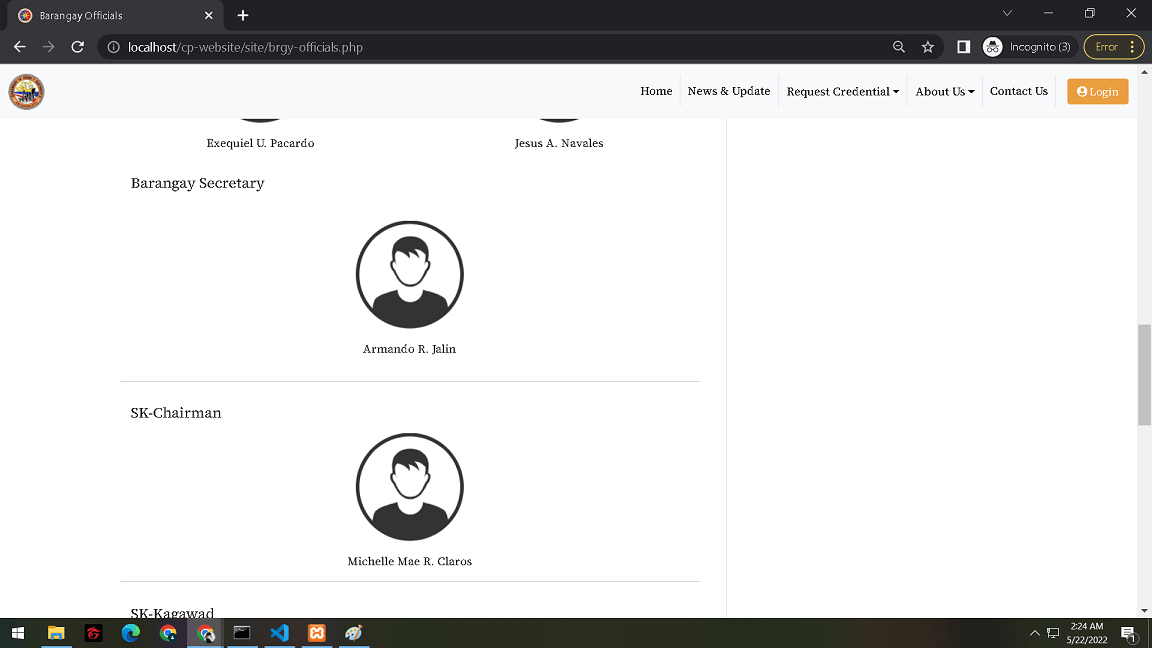 Barangay Officials
localhost/cp-website/site/brgy-officials.php
Incognito (3)
Error
Home
News & Update
Request Credential
About Us
Contact Us
Login
Exequiel U. Pacardo
Jesus A. Navales
Barangay Secretary
Armando R. Jalin
SK-Chairman
Michelle Mae R. Claros
SK-Kagawad
2:24 AM
5/22/2022
1